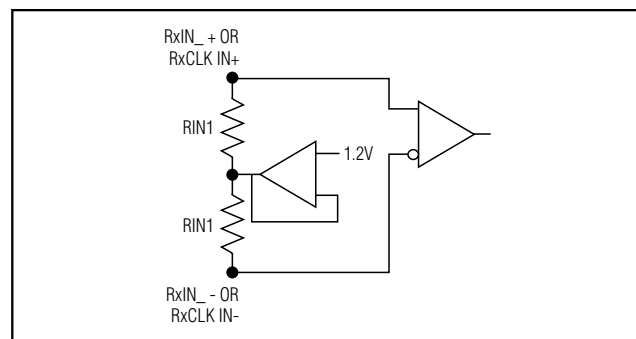 RxIN_ + OR
RxCLK IN+
RIN1
1.2V
RIN1
RxIN_ - OR
RxCLK IN-